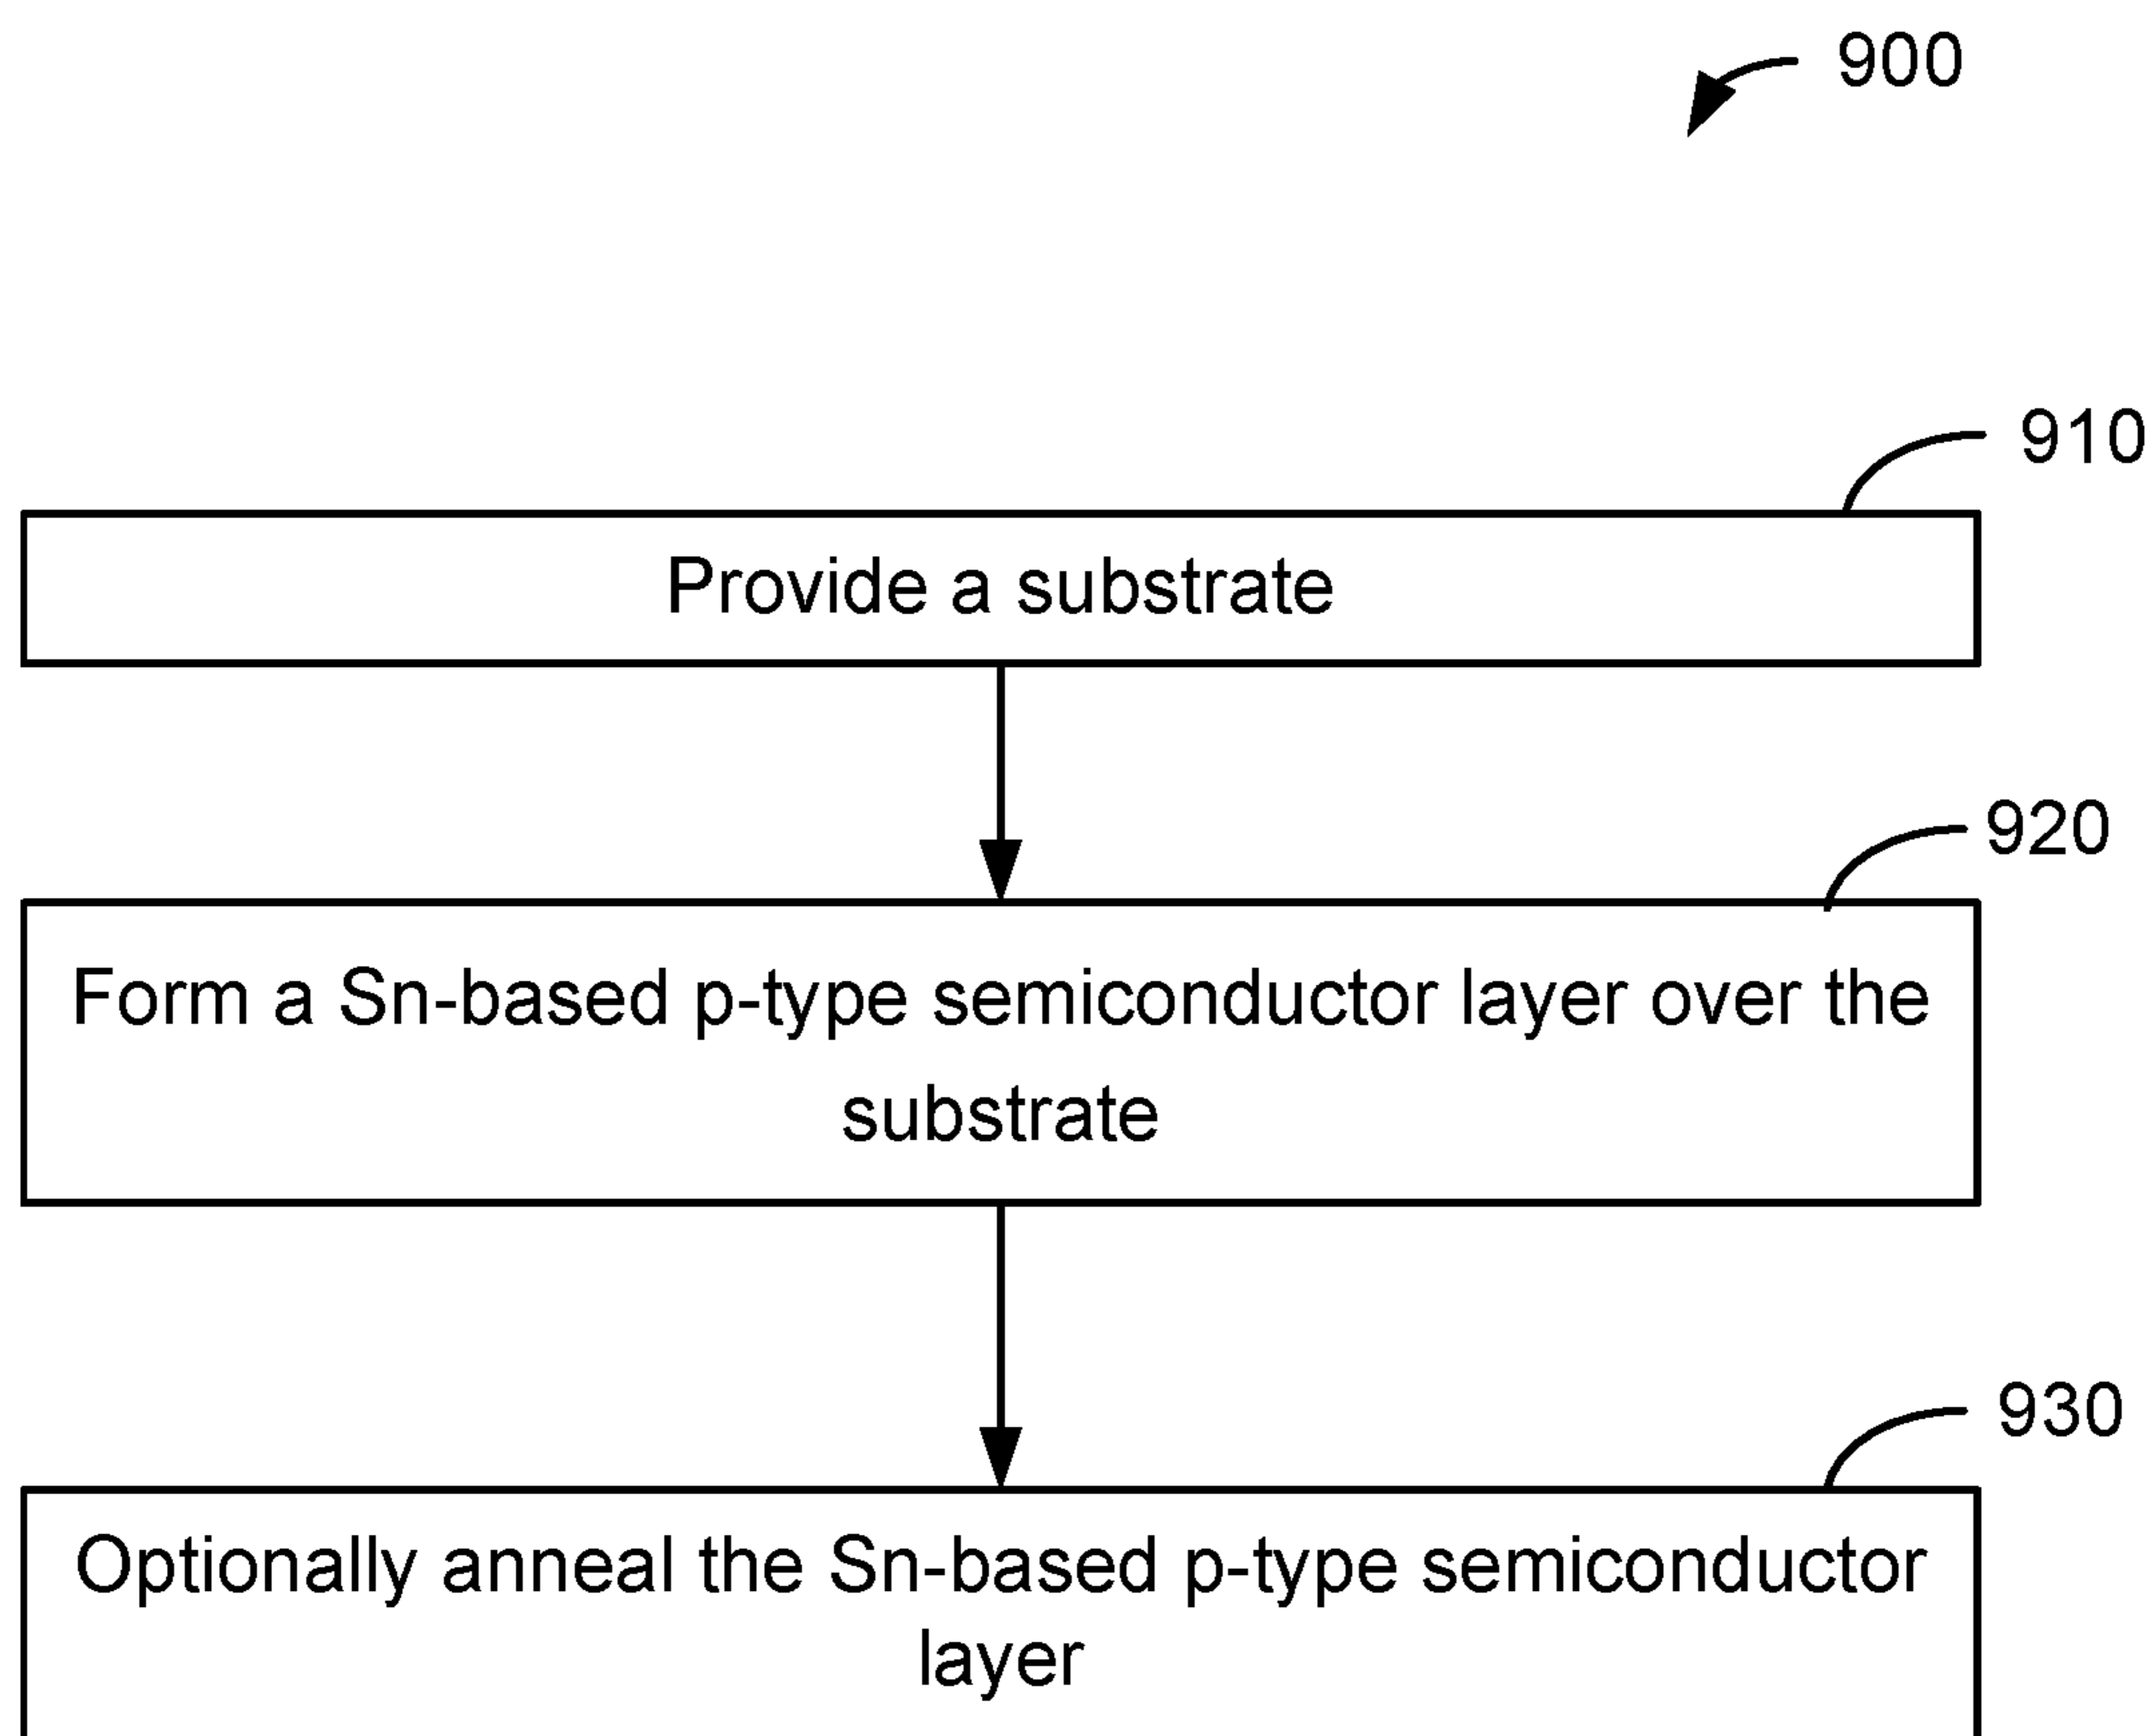 900
910
Provide a substrate
920
Form a Sn-based p-type semiconductor layer over the
substrate
930
Optionally anneal the Sn-based p-type semiconductor
layer